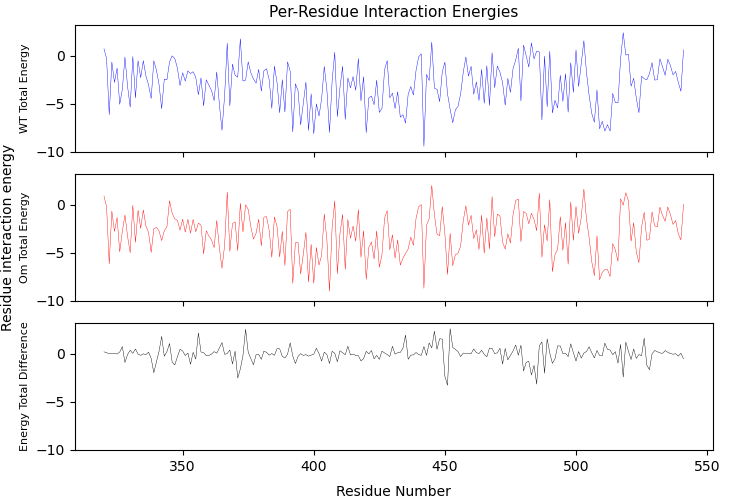 Per-Residue Interaction Energies
Residue interaction energy
WT Total Energy
0
−5
−10
Om Total Energy
0
−5
−10
Energy Total Difference
0
−5
−10
350 400 450 500 550
Residue Number